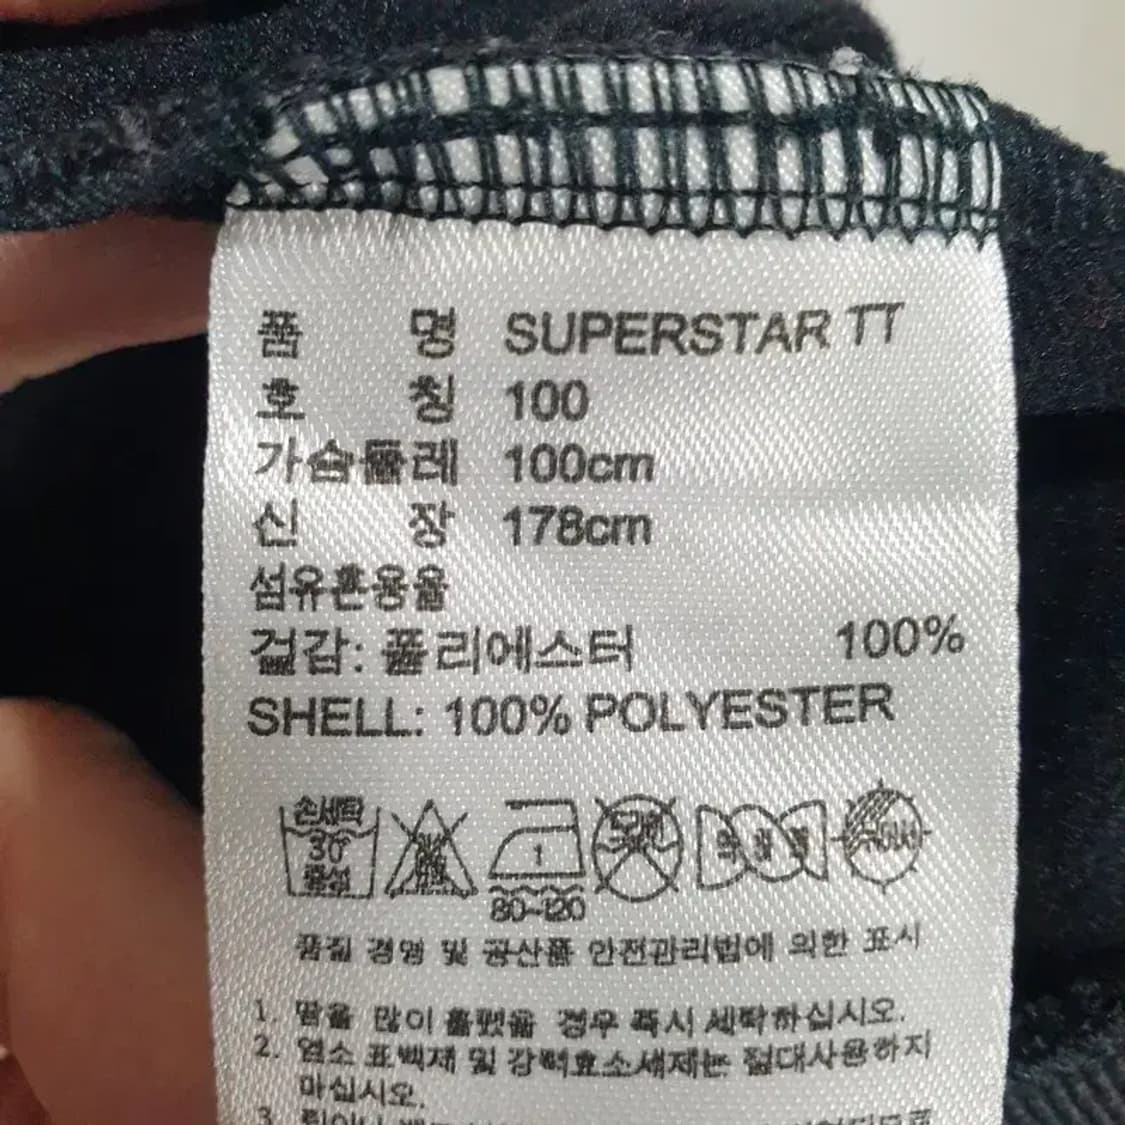 품 명 SUPERSTAR TT
호 칭 100
가슴둘레 100cm
신 장 178cm
섬유혼용율
겉감: 폴리에스터 100%
SHELL: 100% POLYESTER
손세탁
30°
중성
1
80~120
품질 경영 및 공산품 안전관리법에 의한 표시
1. 땀을 많이 흘렸을 경우 즉시 세탁하십시오.
2. 염소 표백제 및 강력효소세제는 절대사용하지
마십시오.
3.